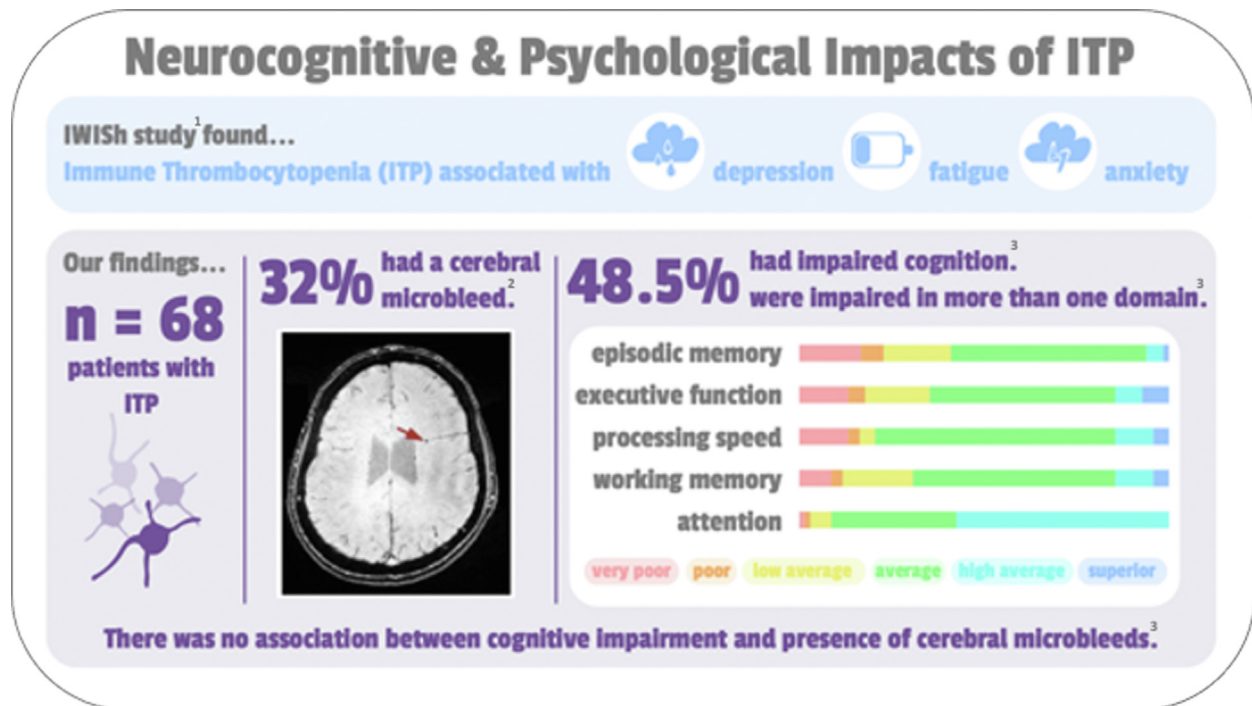 Neurocognitive & Psychological Impacts of ITP
IWISh study¹ found...
Immune Thrombocytopenia (ITP) associated with depression fatigue anxiety
Our findings...
n = 68
patients with
ITP
32% had a cerebral
microbleed.²
48.5% had impaired cognition.³
were impaired in more than one domain.³
episodic memory
executive function
processing speed
working memory
attention
very poor poor low average average high average superior
There was no association between cognitive impairment and presence of cerebral microbleeds.³